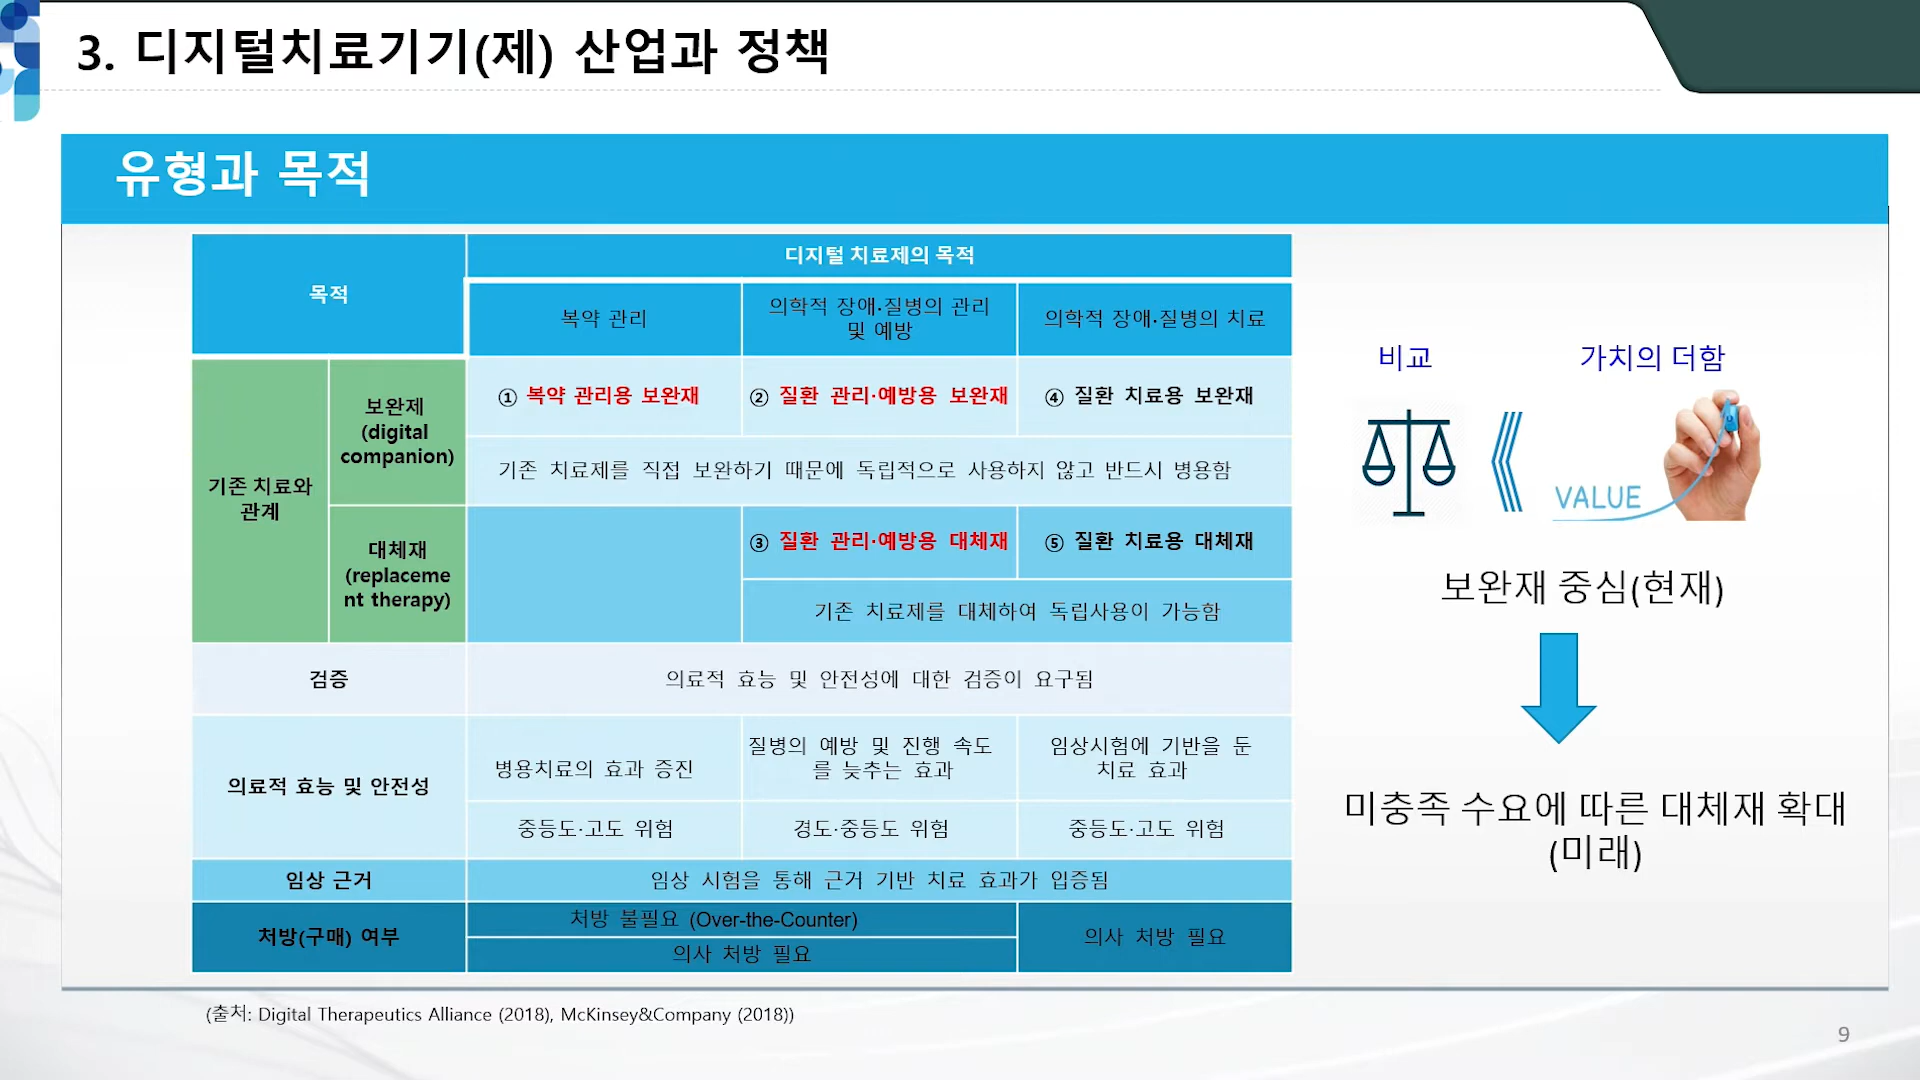 3. 디지털치료기기(제) 산업과 정책
유형과 목적
목적
디지털 치료제의 목적
복약 관리
의학적 장애·질병의 관리
및 예방
의학적 장애·질병의 치료
기존 치료와
관계
보완제
(digital
companion)
① 복약 관리용 보완재
② 질환 관리·예방용 보완재
④ 질환 치료용 보완재
기존 치료제를 직접 보완하기 때문에 독립적으로 사용하지 않고 반드시 병용함
대체재
(replaceme
nt therapy)
③ 질환 관리·예방용 대체재
⑤ 질환 치료용 대체재
기존 치료제를 대체하여 독립사용이 가능함
검증
의료적 효능 및 안전성에 대한 검증이 요구됨
의료적 효능 및 안전성
병용치료의 효과 증진
질병의 예방 및 진행 속도
를 늦추는 효과
임상시험에 기반을 둔
치료 효과
중등도·고도 위험
경도·중등도 위험
중등도·고도 위험
임상 근거
임상 시험을 통해 근거 기반 치료 효과가 입증됨
처방(구매) 여부
처방 불필요 (Over-the-Counter)
의사 처방 필요
의사 처방 필요
비교
가치의 더함
VALUE
보완재 중심(현재)
미충족 수요에 따른 대체재 확대
(미래)
(출처: Digital Therapeutics Alliance (2018), McKinsey&Company (2018))
9